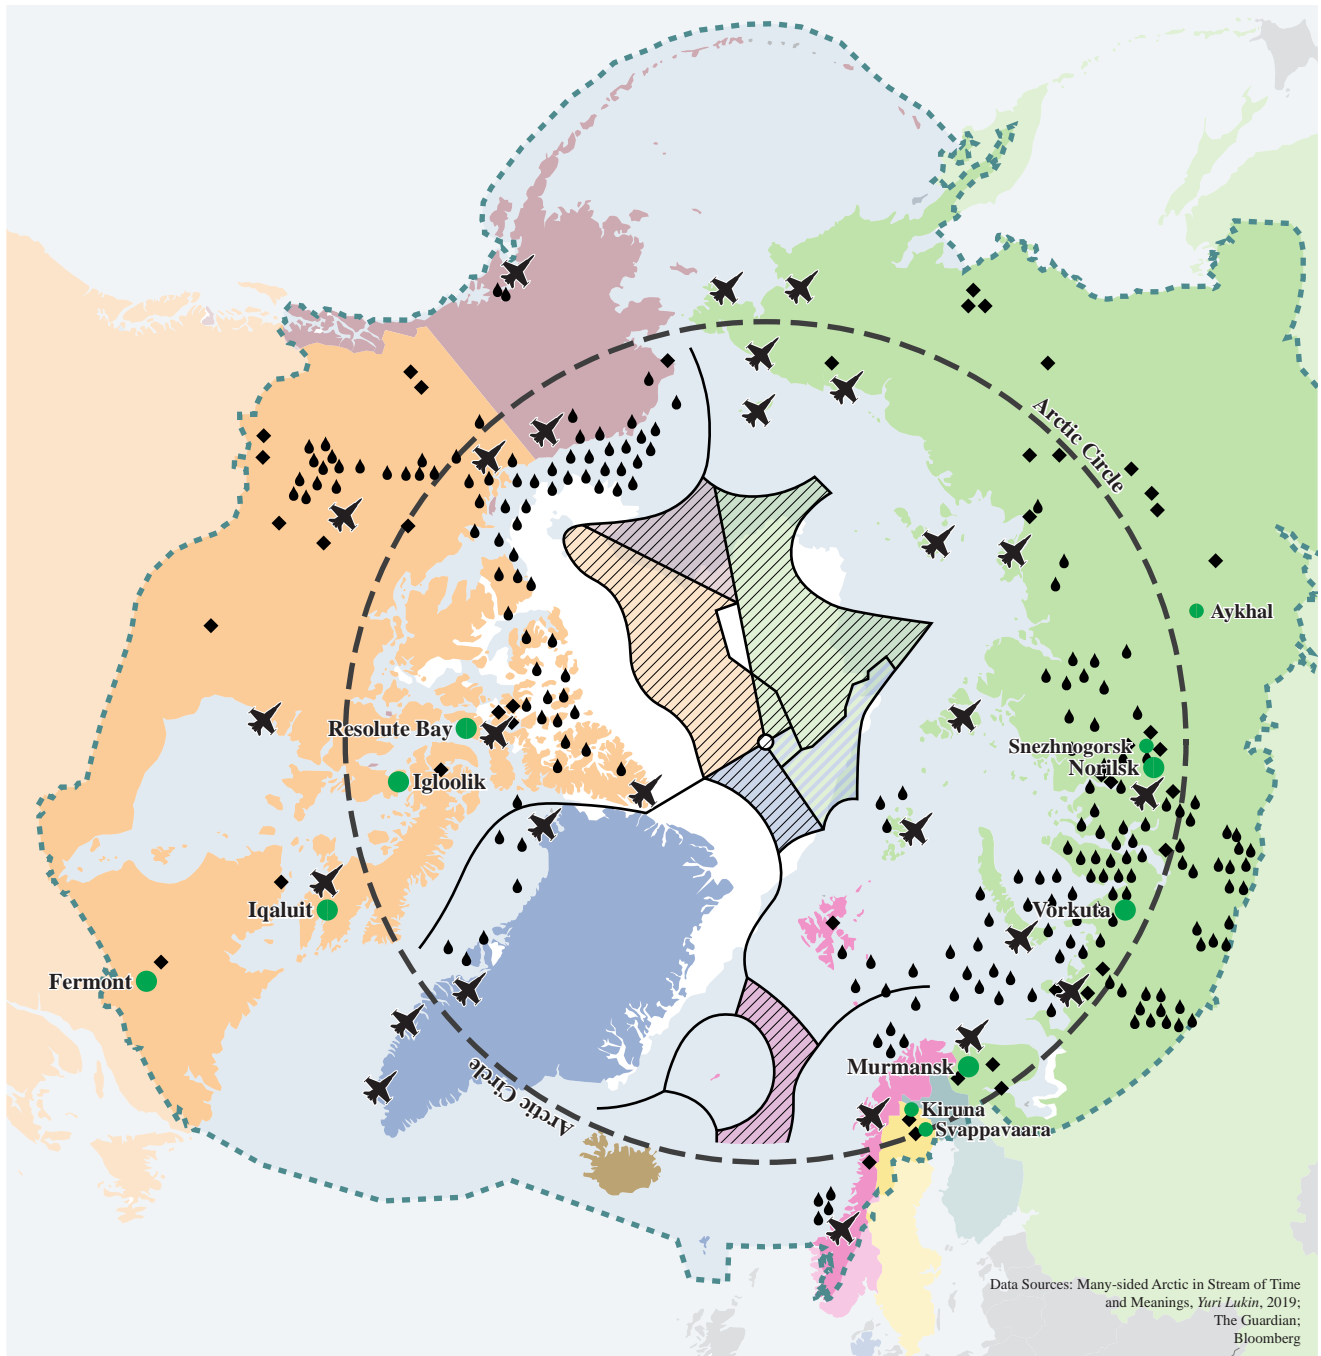 Arctic Circle
Aykhal
Resolute Bay
Snezhnogorsk
Norilsk
Igloolik
Iqaluit
Vorkuta
Fermont
Murmansk
Arctic Circle
Kiruna
Svappavaara
Data Sources: Many-sided Arctic in Stream of Time
and Meanings, Yuri Lukin, 2019;
The Guardian;
Bloomberg